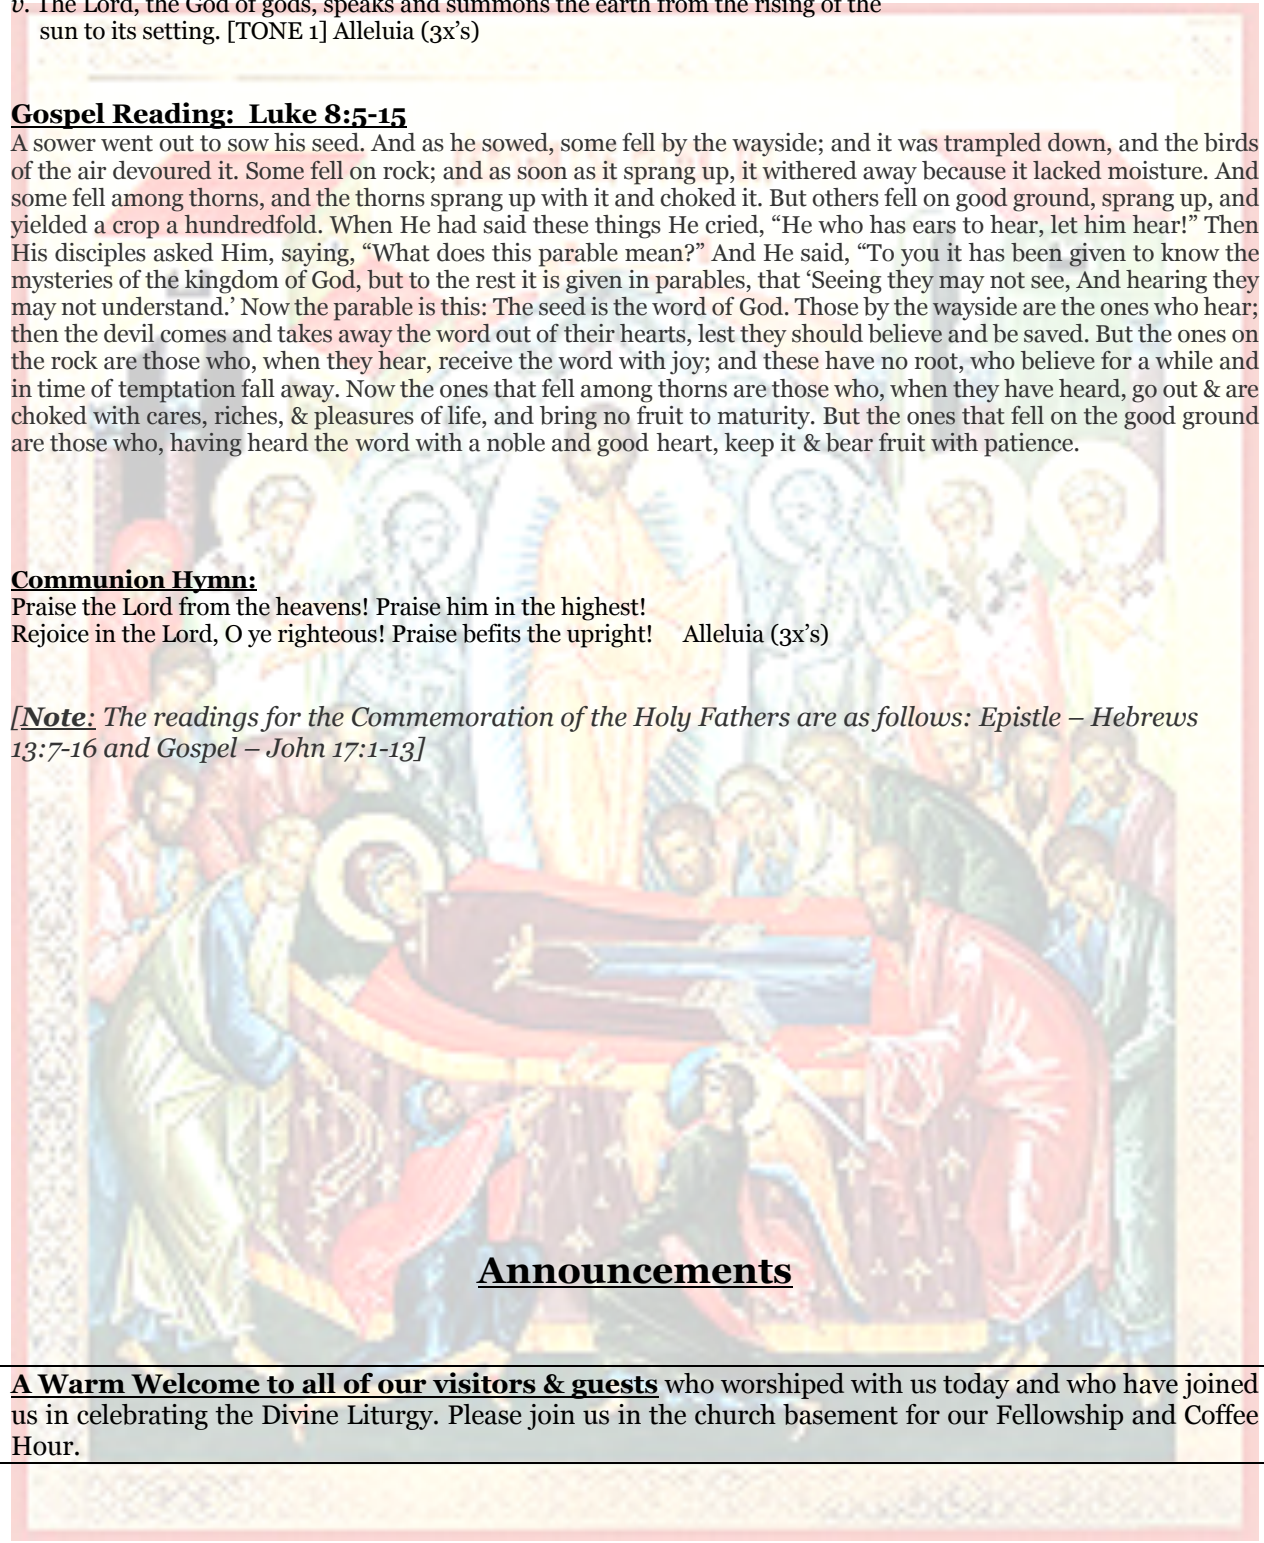 v. The Lord, the God of gods, speaks and summons the earth from the rising of the
sun to its setting. [TONE 1] Alleluia (3x’s)
Gospel Reading:  Luke 8:5-15
A sower went out to sow his seed. And as he sowed, some fell by the wayside; and it was trampled down, and the birds
of the air devoured it. Some fell on rock; and as soon as it sprang up, it withered away because it lacked moisture. And
some fell among thorns, and the thorns sprang up with it and choked it. But others fell on good ground, sprang up, and
yielded a crop a hundredfold. When He had said these things He cried, “He who has ears to hear, let him hear!” Then
His disciples asked Him, saying, “What does this parable mean?” And He said, “To you it has been given to know the
mysteries of the kingdom of God, but to the rest it is given in parables, that ‘Seeing they may not see, And hearing they
may not understand.’ Now the parable is this: The seed is the word of God. Those by the wayside are the ones who hear;
then the devil comes and takes away the word out of their hearts, lest they should believe and be saved. But the ones on
the rock are those who, when they hear, receive the word with joy; and these have no root, who believe for a while and
in time of temptation fall away. Now the ones that fell among thorns are those who, when they have heard, go out & are
choked with cares, riches, & pleasures of life, and bring no fruit to maturity. But the ones that fell on the good ground
are those who, having heard the word with a noble and good heart, keep it & bear fruit with patience.
Communion Hymn:
Praise the Lord from the heavens! Praise him in the highest!
Rejoice in the Lord, O ye righteous! Praise befits the upright!    Alleluia (3x’s)
[Note: The readings for the Commemoration of the Holy Fathers are as follows: Epistle – Hebrews
13:7-16 and Gospel – John 17:1-13]
Announcements
A Warm Welcome to all of our visitors & guests who worshiped with us today and who have joined
us in celebrating the Divine Liturgy. Please join us in the church basement for our Fellowship and Coffee
Hour.